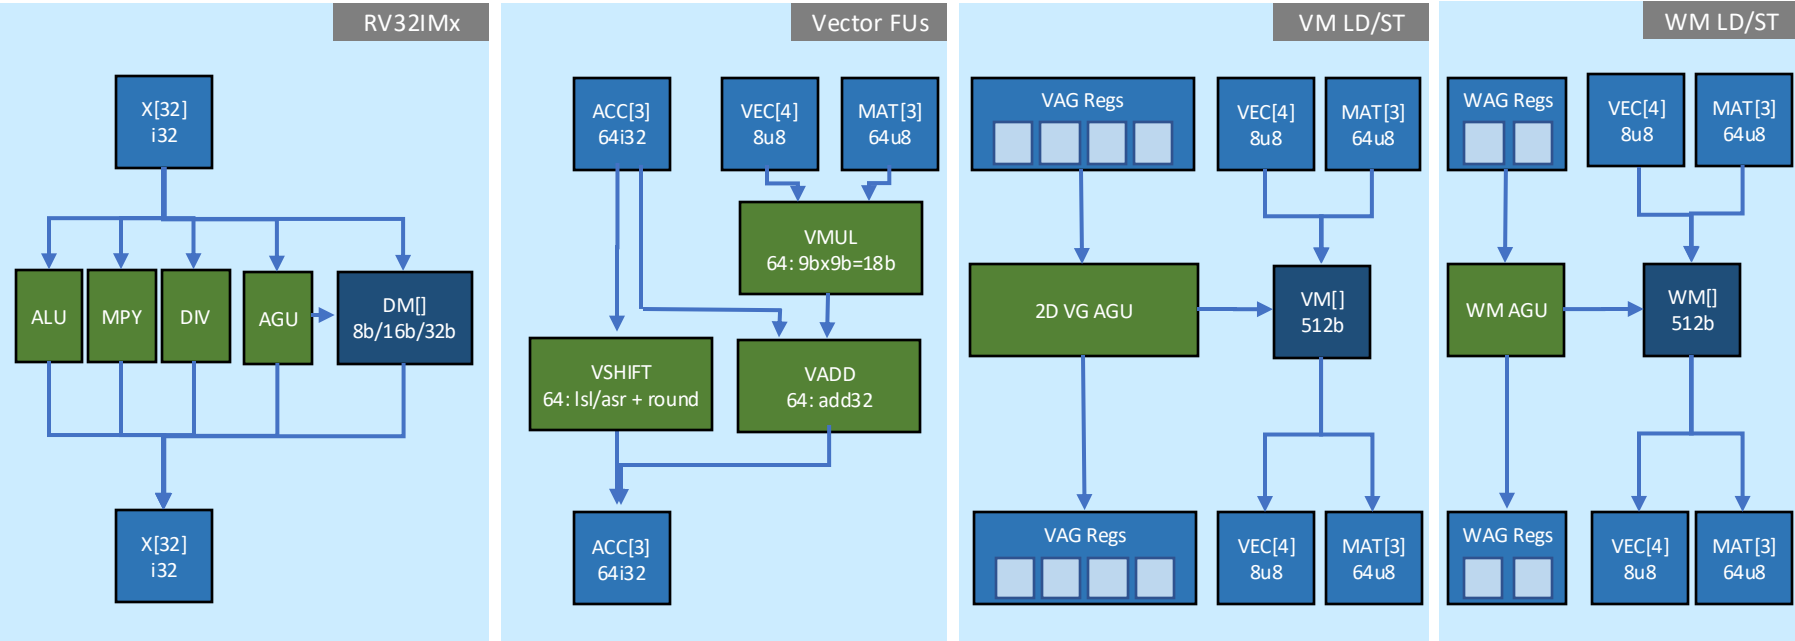 RV32IMx
X[32]
i32
ALU
MPY
DIV
AGU
DM[]
8b/16b/32b
X[32]
i32
Vector FUs
ACC[3]
64i32
VEC[4]
8u8
MAT[3]
64u8
VMUL
64: 9bx9b=18b
VSHIFT
64: lsl/asr + round
VADD
64: add32
ACC[3]
64i32
VM LD/ST
VAG Regs
VEC[4]
8u8
MAT[3]
64u8
2D VG AGU
VM[]
512b
VAG Regs
VEC[4]
8u8
MAT[3]
64u8
WM LD/ST
WAG Regs
VEC[4]
8u8
MAT[3]
64u8
WM AGU
WM[]
512b
WAG Regs
VEC[4]
8u8
MAT[3]
64u8